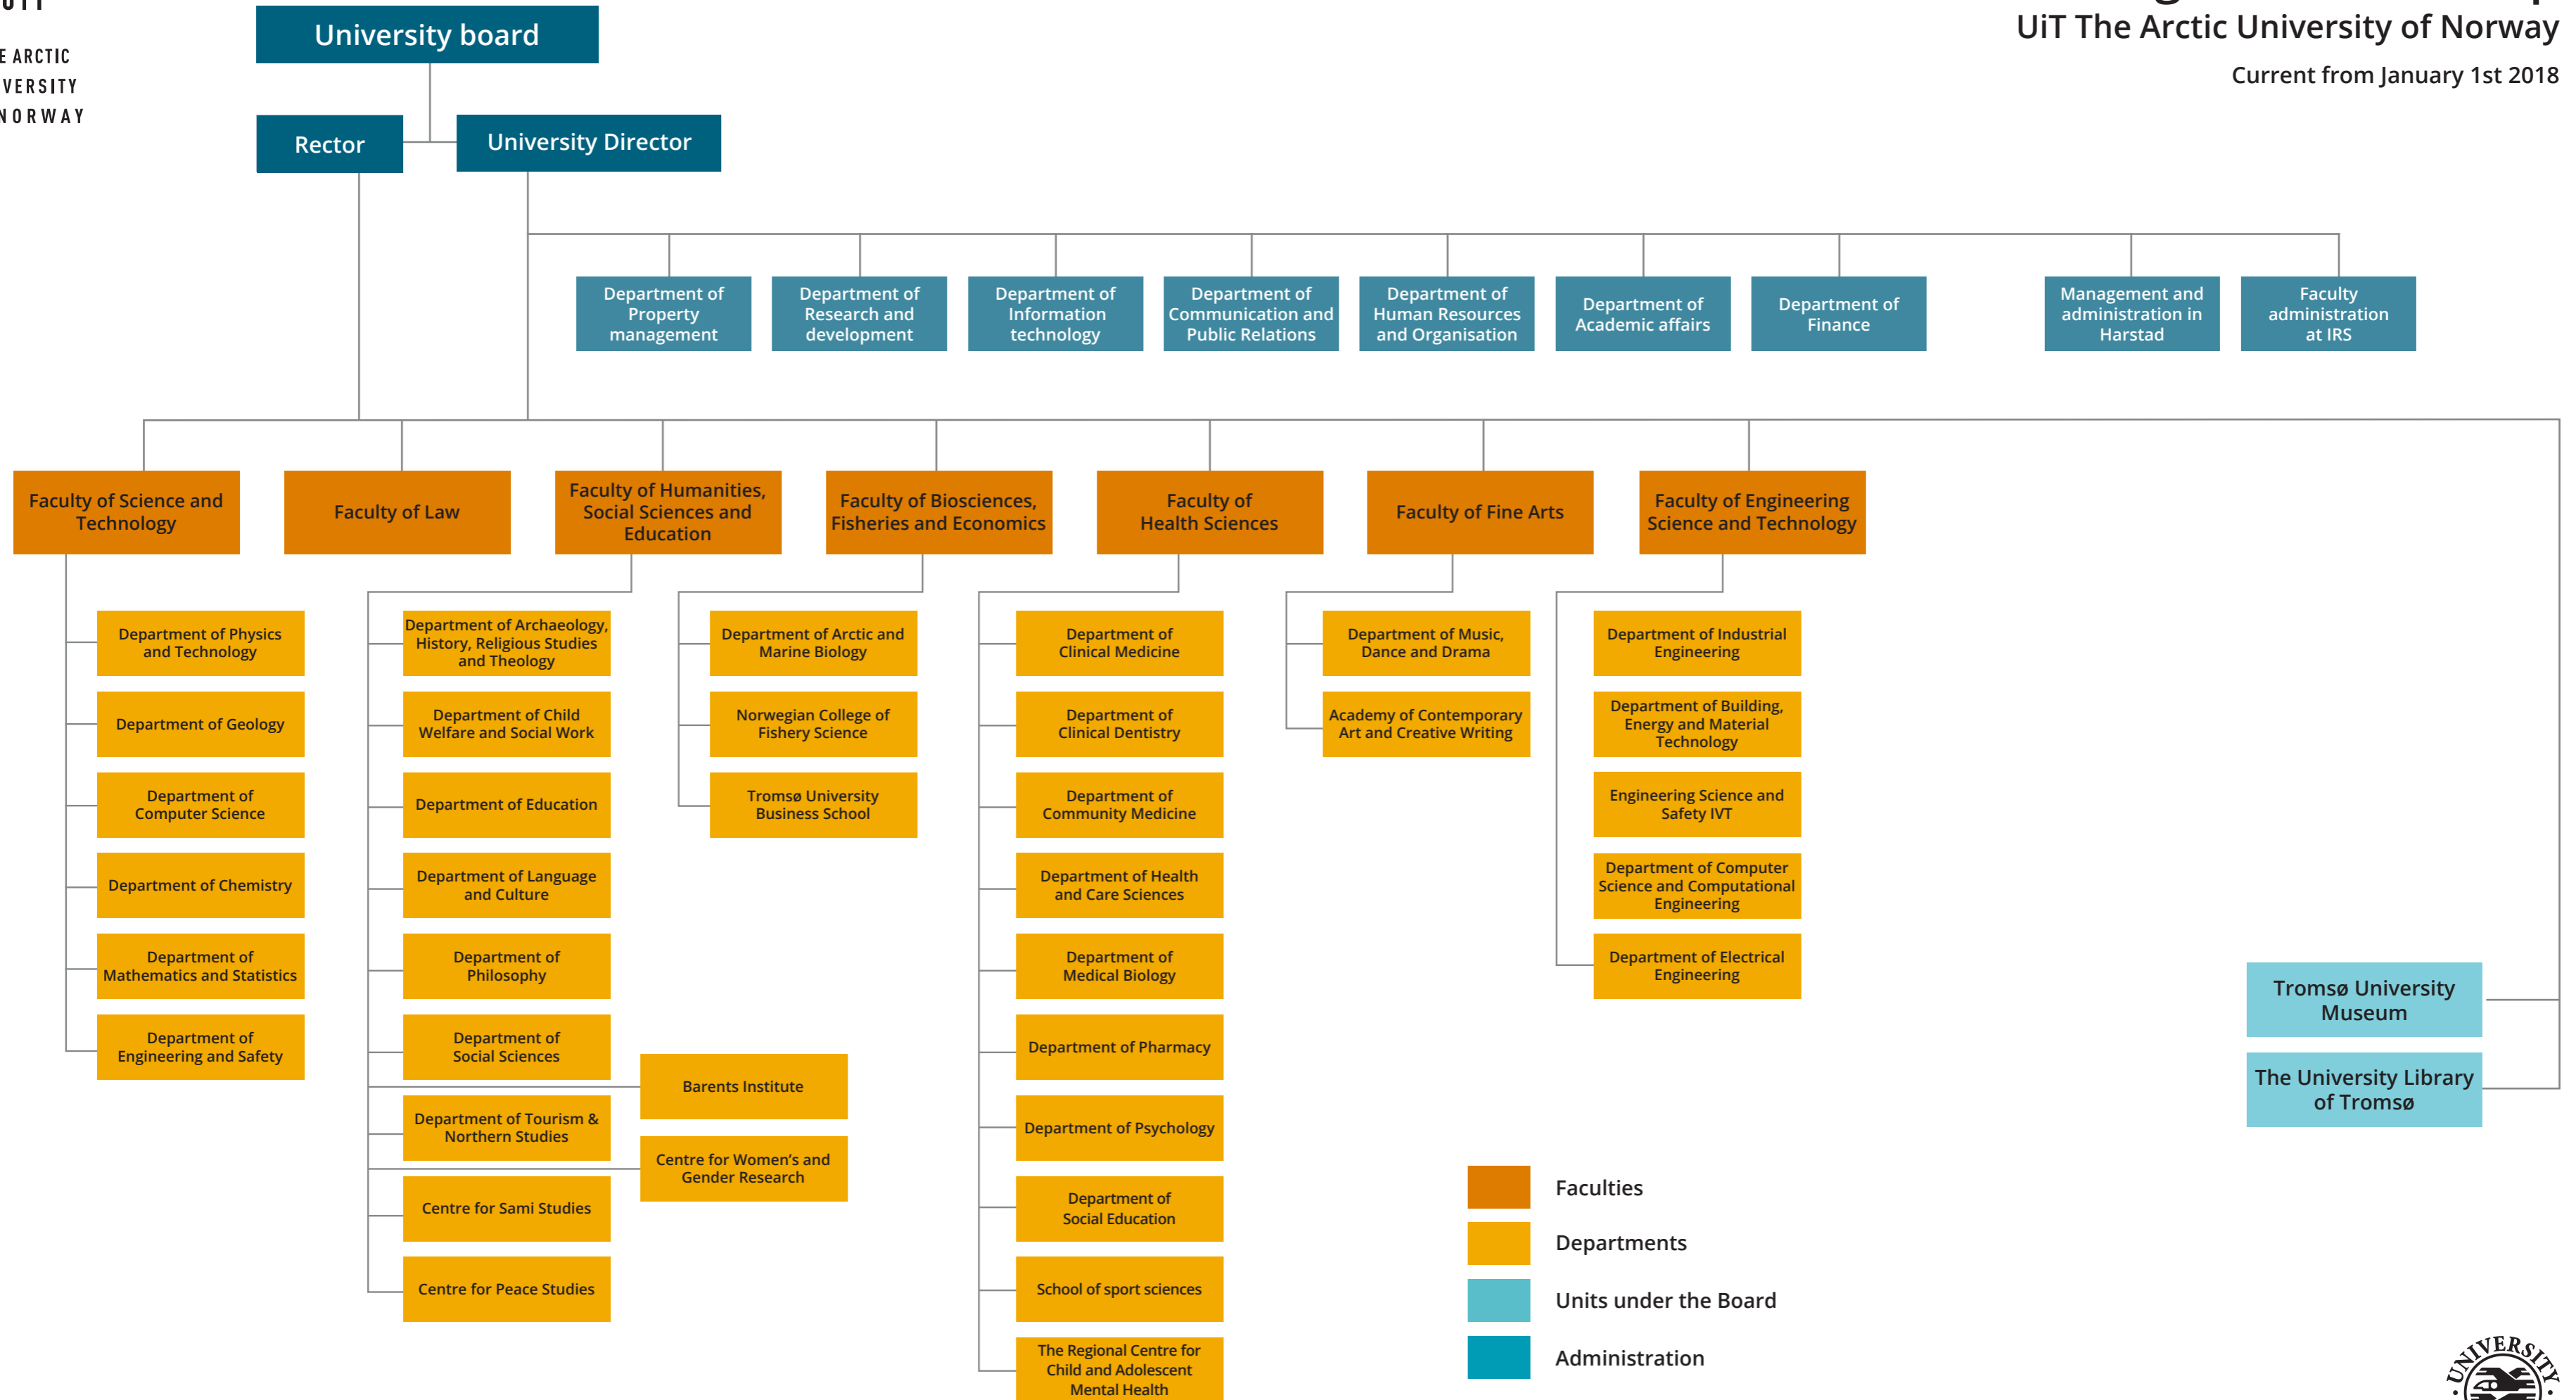 E ARCTIC
VERSITY
NORWAY
UiT The Arctic University of Norway
Current from January 1st 2018
University board
Rector
University Director
Department of
Property
management
Department of
Research and
development
Department of
Information
technology
Department of
Communication and
Public Relations
Department of
Human Resources
and Organisation
Department of
Academic affairs
Department of
Finance
Management and
administration in
Harstad
Faculty
administration
at IRS
Faculty of Science and
Technology
Faculty of Law
Faculty of Humanities,
Social Sciences and
Education
Faculty of Biosciences,
Fisheries and Economics
Faculty of
Health Sciences
Faculty of Fine Arts
Faculty of Engineering
Science and Technology
Department of Physics
and Technology
Department of Geology
Department of
Computer Science
Department of Chemistry
Department of
Mathematics and Statistics
Department of
Engineering and Safety
Department of Archaeology,
History, Religious Studies
and Theology
Department of Child
Welfare and Social Work
Department of Education
Department of Language
and Culture
Department of
Philosophy
Department of
Social Sciences
Barents Institute
Department of Tourism &
Northern Studies
Centre for Women's and
Gender Research
Centre for Sami Studies
Centre for Peace Studies
Department of Arctic and
Marine Biology
Norwegian College of
Fishery Science
Tromsø University
Business School
Department of
Clinical Medicine
Department of
Clinical Dentistry
Department of
Community Medicine
Department of Health
and Care Sciences
Department of
Medical Biology
Department of Pharmacy
Department of Psychology
Department of
Social Education
School of sport sciences
The Regional Centre for
Child and Adolescent
Mental Health
Department of Music,
Dance and Drama
Academy of Contemporary
Art and Creative Writing
Department of Industrial
Engineering
Department of Building,
Energy and Material
Technology
Engineering Science and
Safety IVT
Department of Computer
Science and Computational
Engineering
Department of Electrical
Engineering
Tromsø University
Museum
The University Library
of Tromsø
Faculties
Departments
Units under the Board
Administration
UNIVERSITY